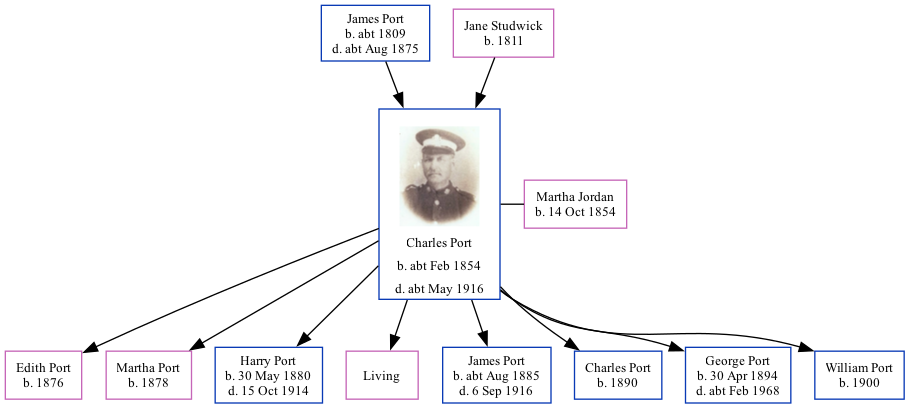 James Port
b. abt 1809
d. abt Aug 1875
Jane Studwick
b. 1811
Charles Port
b. abt Feb 1854
d. abt May 1916
Martha Jordan
b. 14 Oct 1854
Edith Port
b. 1876
Martha Port
b. 1878
Harry Port
b. 30 May 1880
d. 15 Oct 1914
Living
James Port
b. abt Aug 1885
d. 6 Sep 1916
Charles Port
b. 1890
George Port
b. 30 Apr 1894
d. abt Feb 1968
William Port
b. 1900